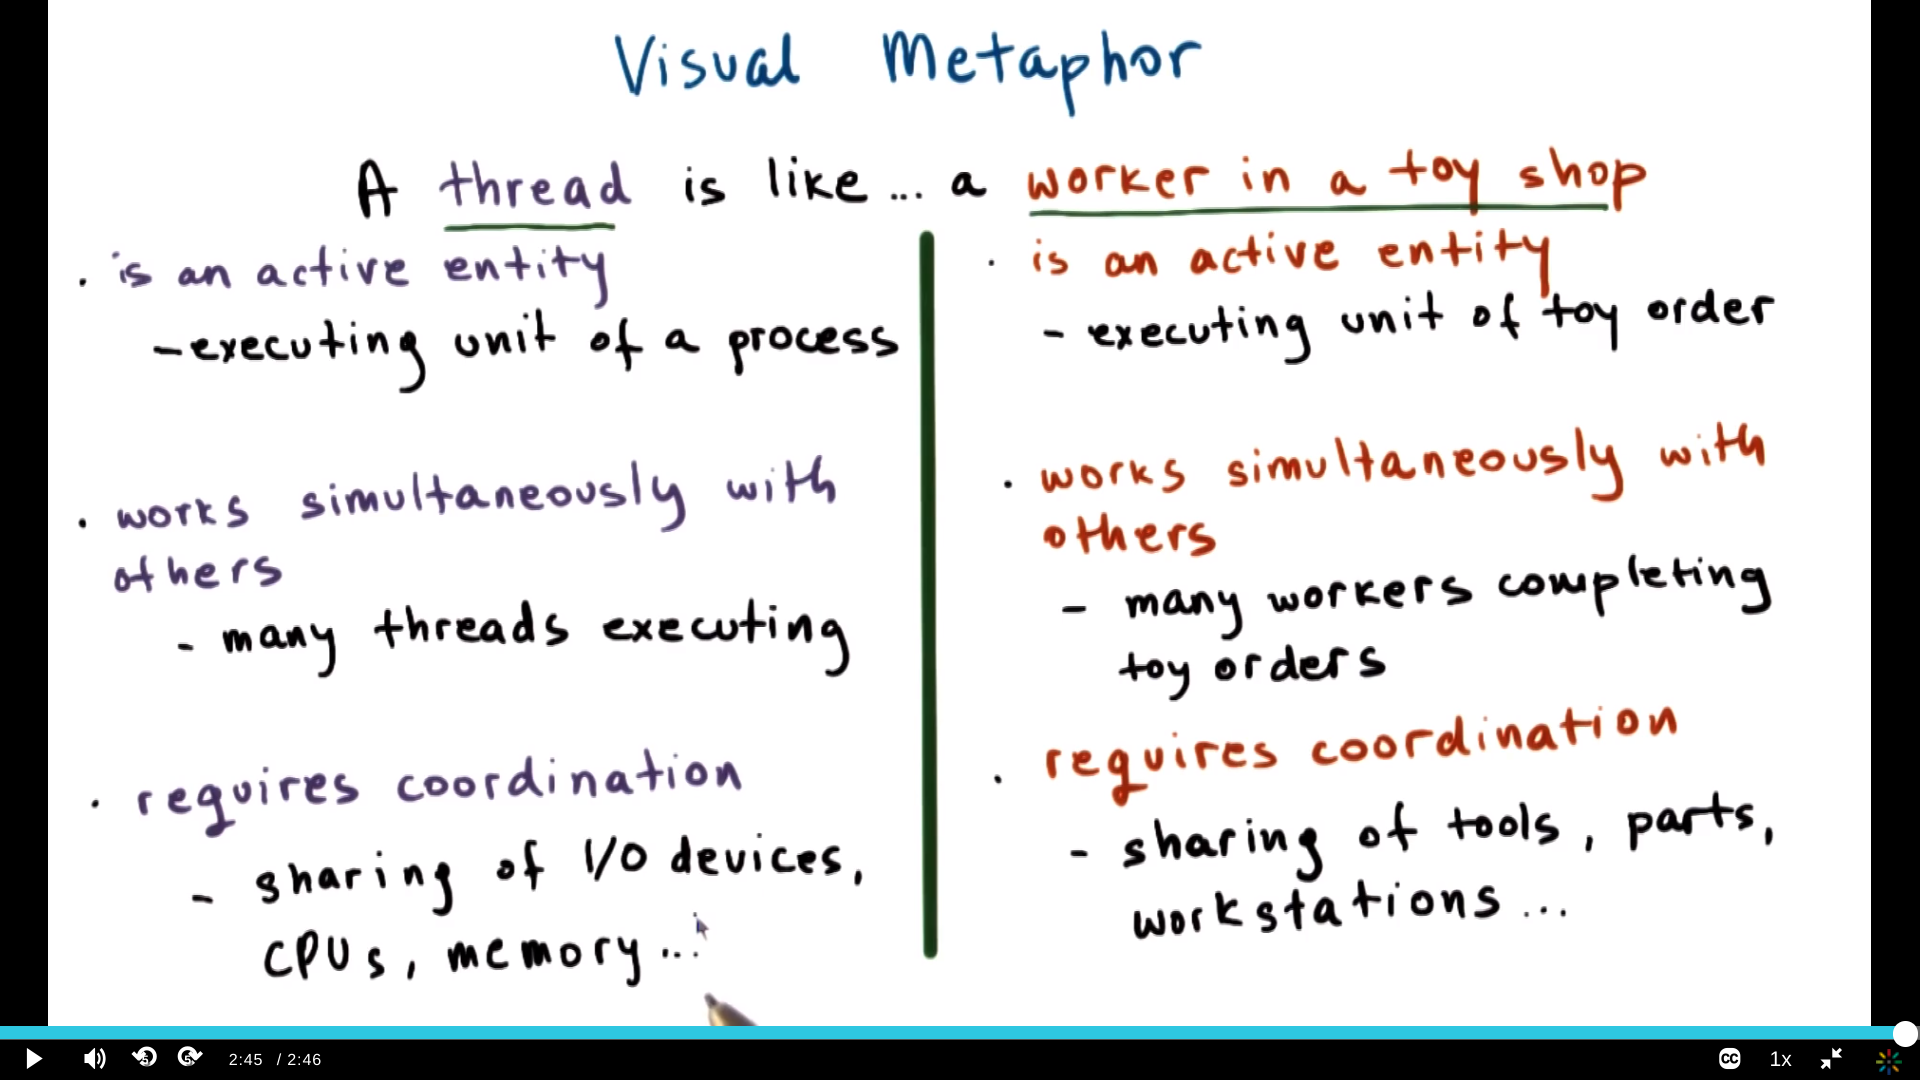 Visual Metaphor
A thread is like... a worker in a toy shop
· is an active entity
-executing unit of a process
· works simultaneously with
others
- many threads executing
· requires coordination
- sharing of I/O devices,
CPUs, memory...
· is an active entity
- executing unit of toy order
· works simultaneously with
others
- many workers completing
toy orders
· requires coordination
- sharing of tools, parts,
workstations...
5 5 2:45 / 2:46 CC 1x